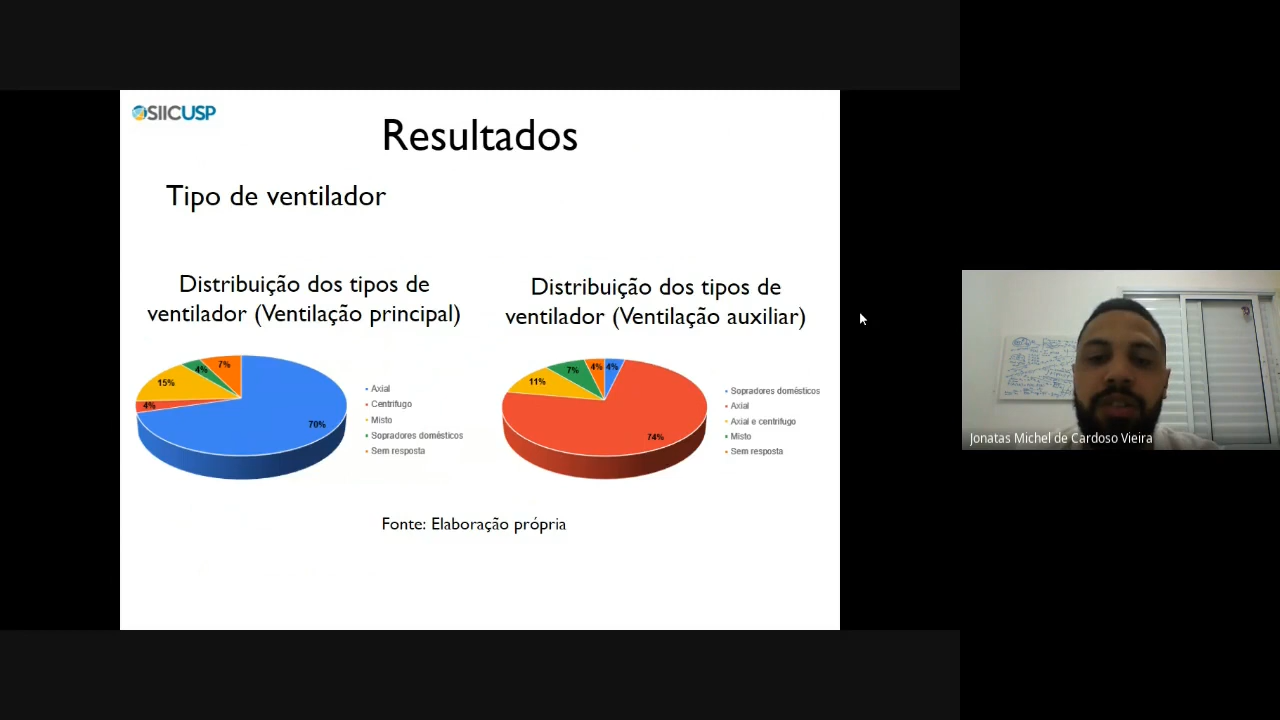 SIICUSP
Resultados
Tipo de ventilador
Distribuição dos tipos de
ventilador (Ventilação principal)
7%
4%
15%
4%
70%
Axial
Centrífugo
Misto
Sopradores domésticos
Sem resposta
Distribuição dos tipos de
ventilador (Ventilação auxiliar)
4%
4%
7%
11%
74%
Sopradores domésticos
Axial
Axial e centrífugo
Misto
Sem resposta
Fonte: Elaboração própria
Jonatas Michel de Cardoso Vieira